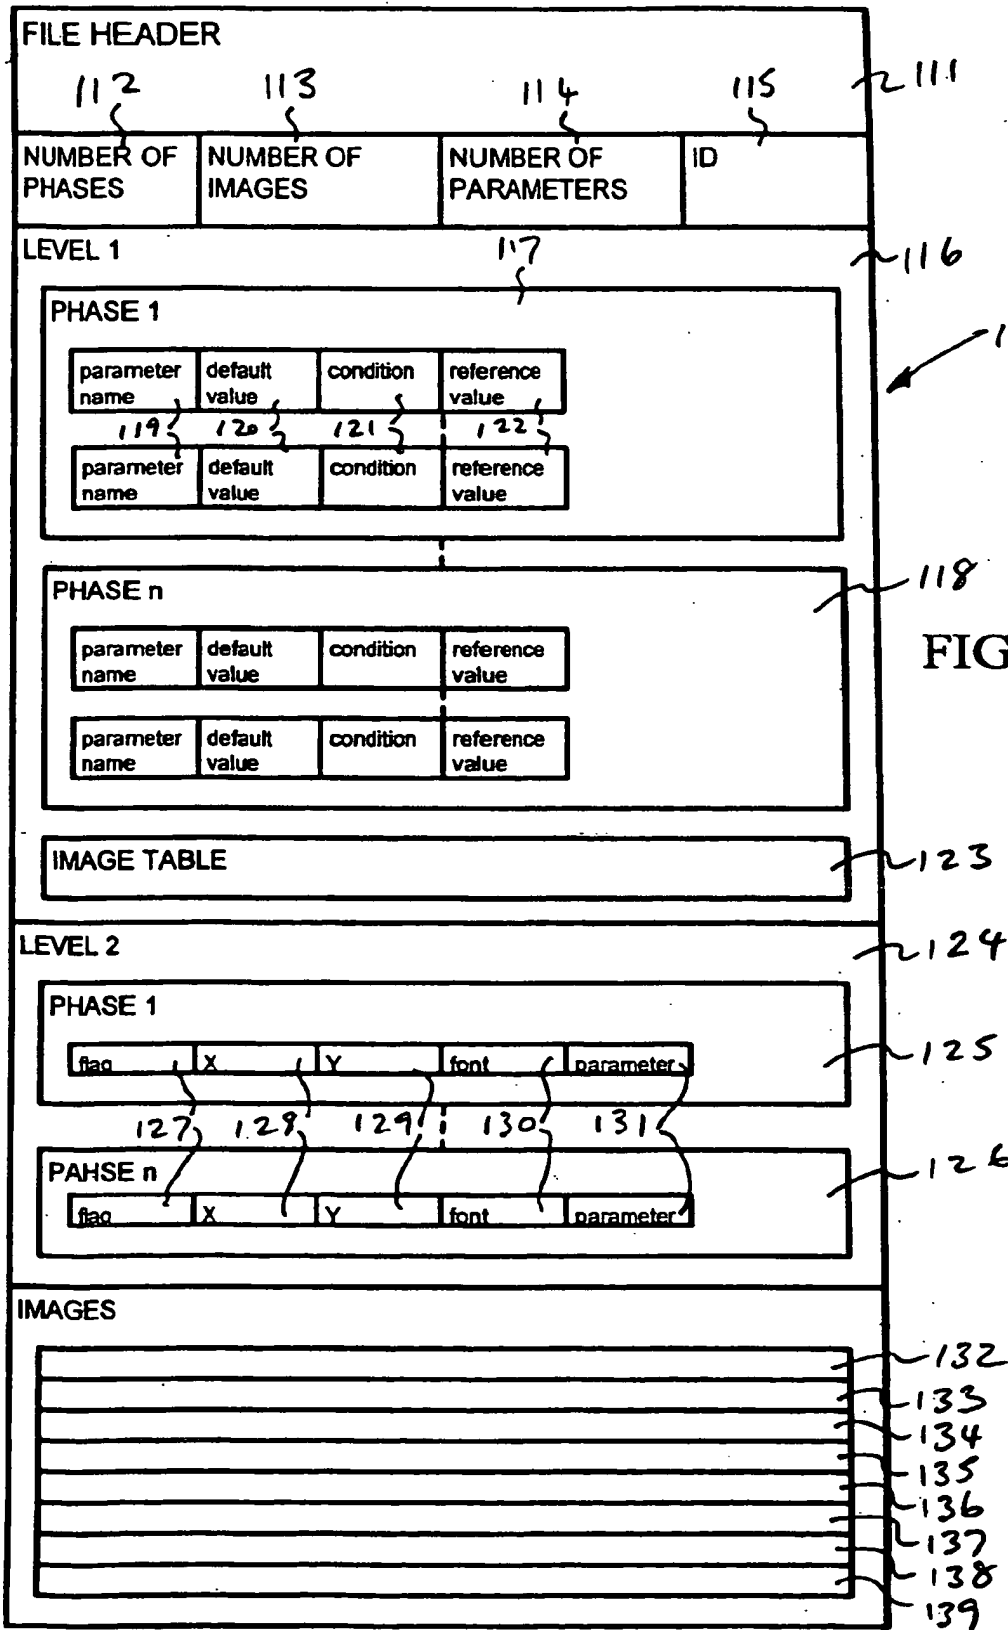 FILE HEADER
111
112 113 114 115
NUMBER OF PHASES NUMBER OF IMAGES NUMBER OF PARAMETERS ID
LEVEL 1
117
116
PHASE 1
1
parameter name default value condition reference value
119 120 121 122
parameter name default value condition reference value
118
PHASE n
FIG
parameter name default value condition reference value
parameter name default value condition reference value
IMAGE TABLE
123
LEVEL 2
124
PHASE 1
flag X Y font parameter
125
127 128 129 130 131
PAHSE n
126
flag X Y font parameter
IMAGES
132
133
134
135
136
137
138
139